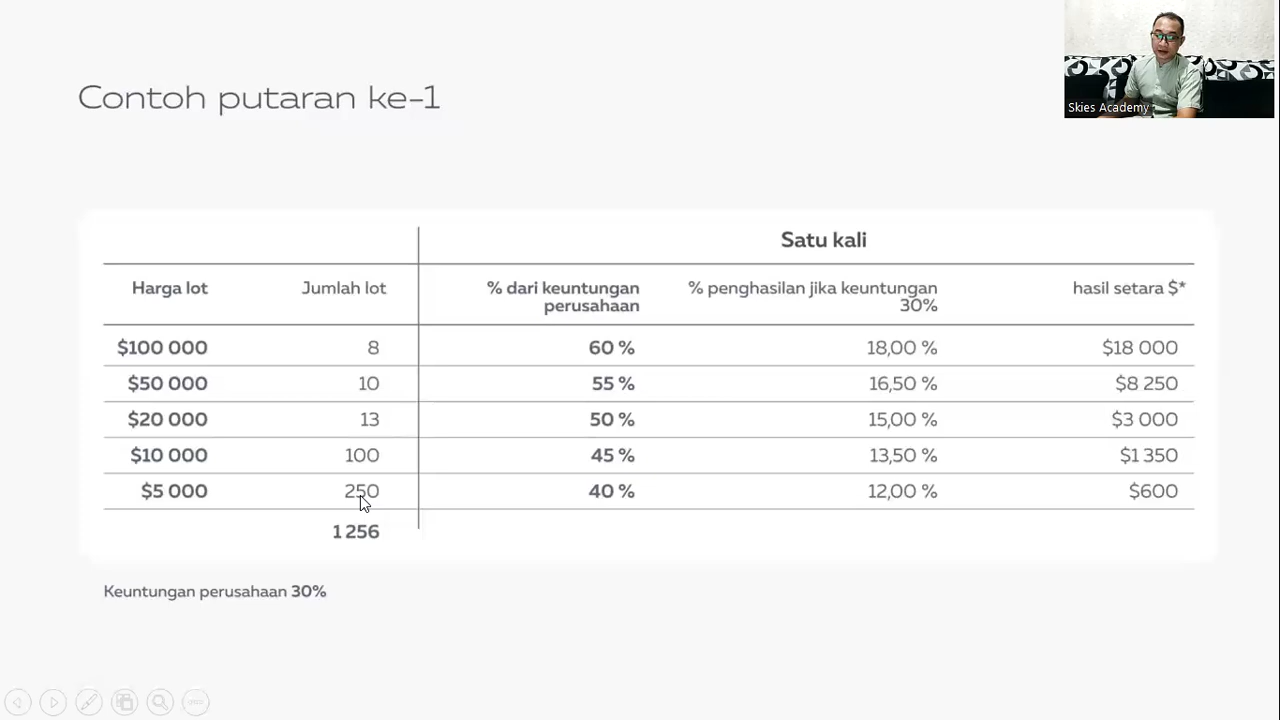 Skies Academy
Contoh putaran ke-1
Satu kali
Harga lot Jumlah lot % dari keuntungan perusahaan % penghasilan jika keuntungan 30% hasil setara $*
$100 000 8 60 % 18,00 % $18 000
$50 000 10 55 % 16,50 % $8 250
$20 000 13 50 % 15,00 % $3 000
$10 000 100 45 % 13,50 % $1 350
$5 000 250 40 % 12,00 % $600
1 256
Keuntungan perusahaan 30%